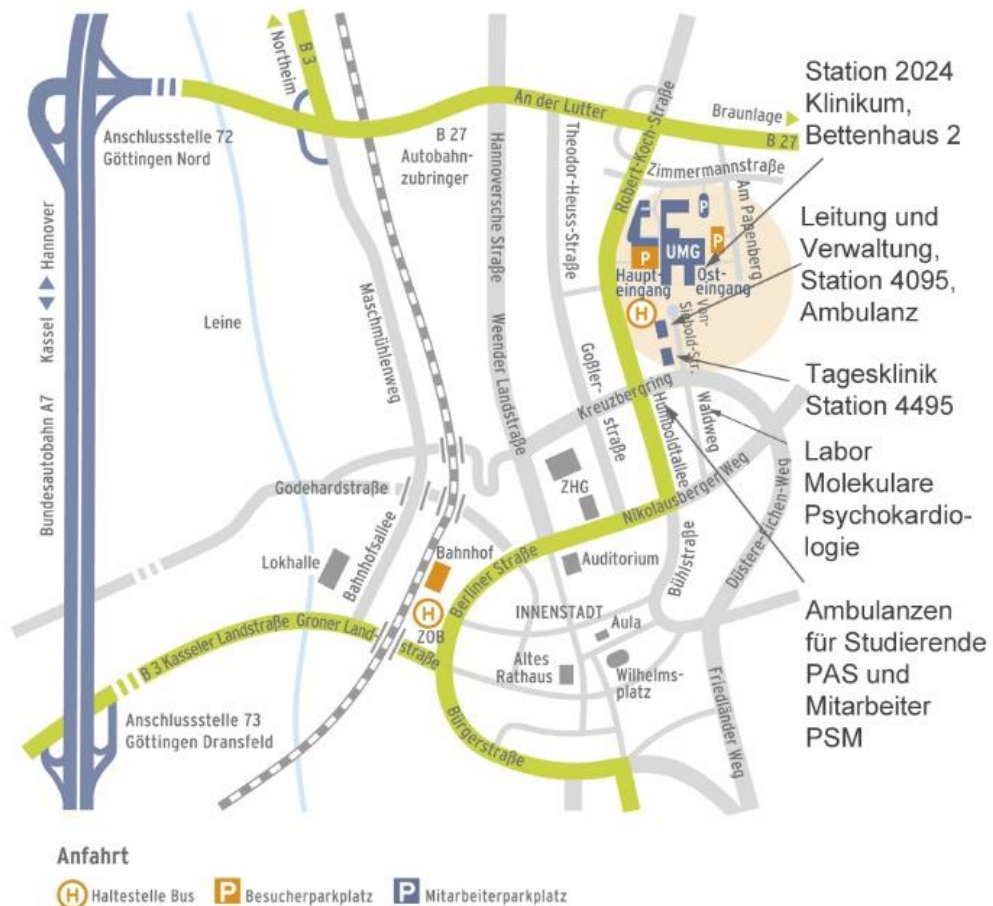 Northeim
B 3
Anschlussstelle 72
Göttingen Nord
B 27
Autobahn-
zubringer
An der Lutter
Braunlage
B 27
Hannoversche Straße
Theodor-Heuss-Straße
Robert-Koch-Straße
Zimmermannstraße
Am Papenberg
Station 2024
Klinikum,
Bettenhaus 2
Leitung und
Verwaltung,
Station 4095,
Ambulanz
Tagesklinik
Station 4495
Labor
Molekulare
Psychokardio-
logie
Ambulanzen
für Studierende
PAS und
Mitarbeiter
PSM
P
P
P
UMG
Haupt-
eingang
Ost-
eingang
H
Von-
Siebold-Str.
Kassel Hannover
Bundesautobahn A7
Leine
Maschmühlenweg
Weender Landstraße
Goßler-
straße
Kreuzbergring
Humboldtallee
Waldweg
Nikolausberger Weg
Düstere-Eichen-Weg
ZHG
Godehardstraße
Lokhalle
Bahnhofsallee
Bahnhof
H
ZOB
Berliner Straße
Auditorium
Bühlstraße
INNENSTADT
Aula
Altes
Rathaus
Wilhelms-
platz
B 3 Kasseler Landstraße Groner Land-
straße
Bürgerstraße
Friedländer Weg
Anschlussstelle 73
Göttingen Dransfeld
Anfahrt
H Haltestelle Bus P Besucherparkplatz P Mitarbeiterparkplatz